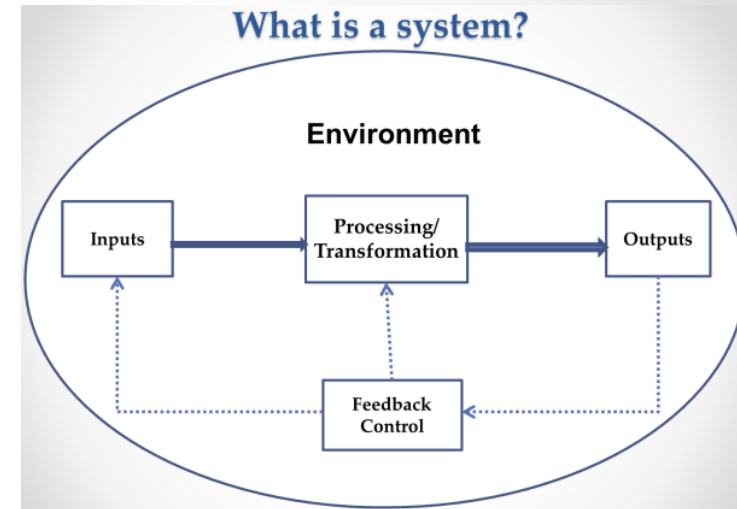 What is a system?
Environment
Inputs
Processing/
Transformation
Outputs
Feedback
Control